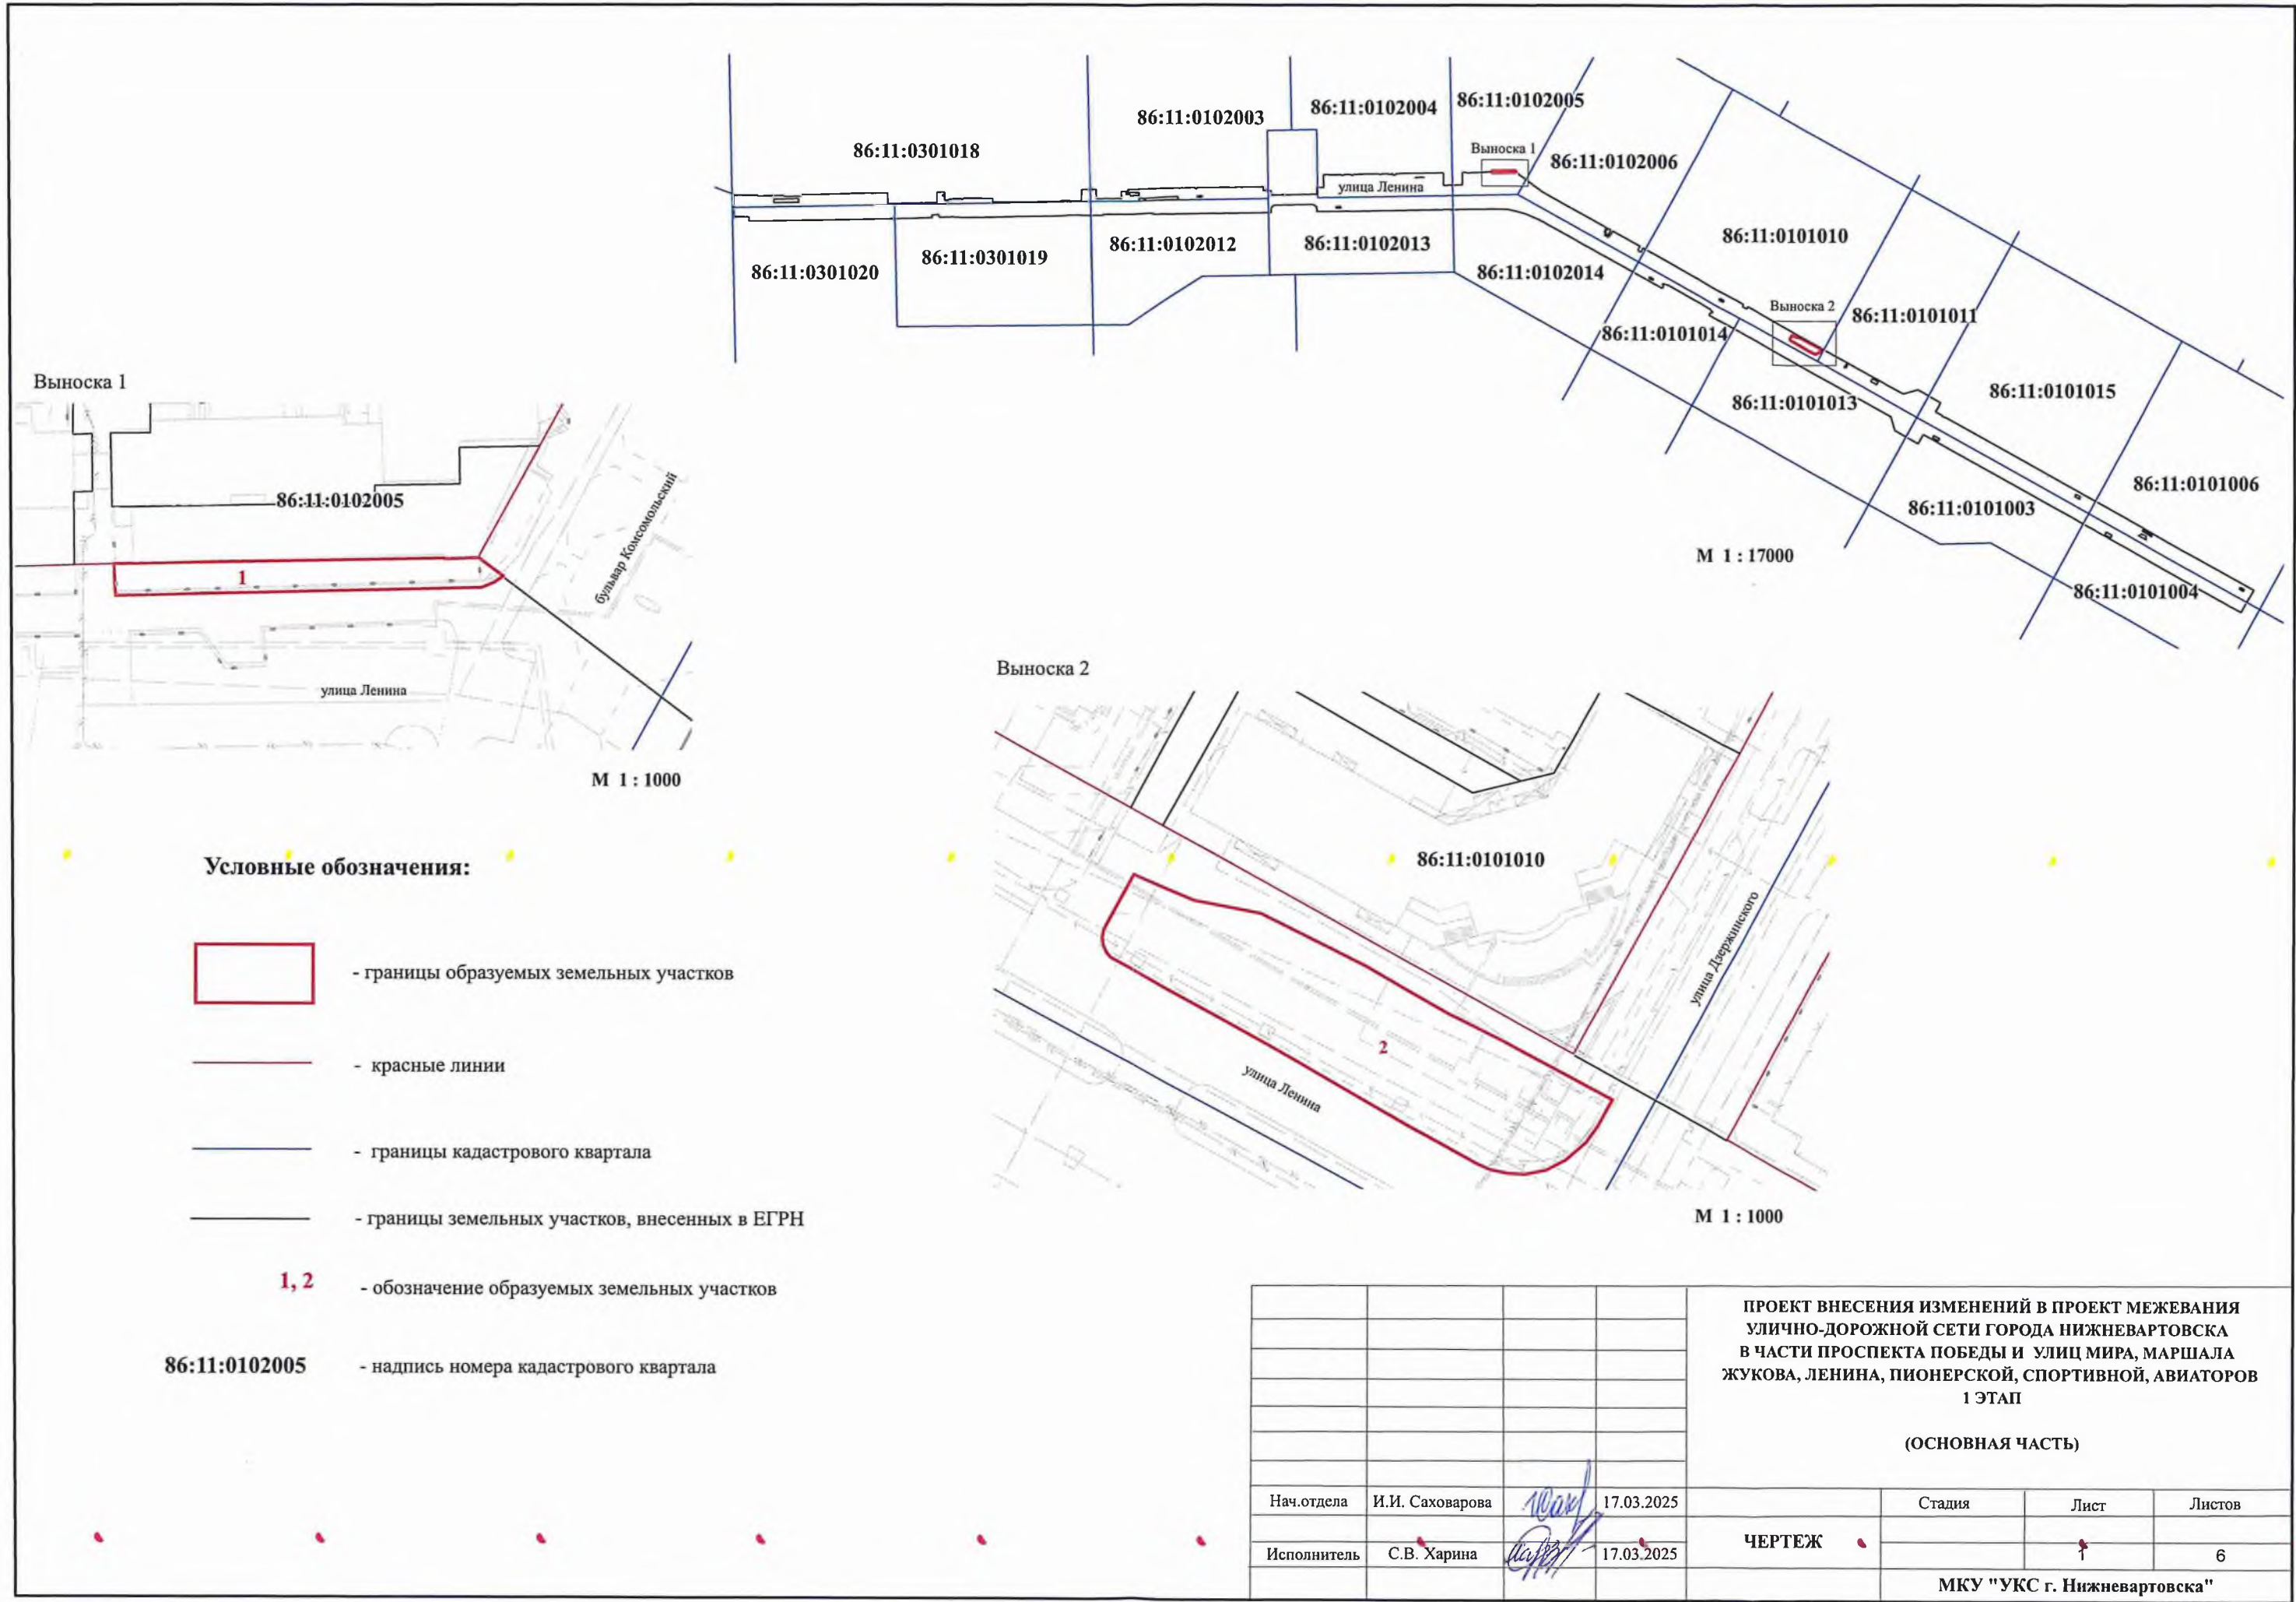 86:11:0301018
86:11:0102003
86:11:0102004
86:11:0102005
Выноска 1
86:11:0102006
улица Ленина
86:11:0301020
86:11:0301019
86:11:0102012
86:11:0102013
86:11:0102014
86:11:0101010
Выноска 2
86:11:0101011
86:11:0101014
86:11:0101013
86:11:0101015
86:11:0101003
86:11:0101006
86:11:0101004
М 1 : 17000
Выноска 1
86:11:0102005
1
бульвар Комсомольский
улица Ленина
М 1 : 1000
Выноска 2
86:11:0101010
2
улица Ленина
улица Дзержинского
М 1 : 1000
Условные обозначения:
- границы образуемых земельных участков
- красные линии
- границы кадастрового квартала
- границы земельных участков, внесенных в ЕГРН
1, 2 - обозначение образуемых земельных участков
86:11:0102005 - надпись номера кадастрового квартала
ПРОЕКТ ВНЕСЕНИЯ ИЗМЕНЕНИЙ В ПРОЕКТ МЕЖЕВАНИЯ
УЛИЧНО-ДОРОЖНОЙ СЕТИ ГОРОДА НИЖНЕВАРТОВСКА
В ЧАСТИ ПРОСПЕКТА ПОБЕДЫ И УЛИЦ МИРА, МАРШАЛА
ЖУКОВА, ЛЕНИНА, ПИОНЕРСКОЙ, СПОРТИВНОЙ, АВИАТОРОВ
1 ЭТАП
(ОСНОВНАЯ ЧАСТЬ)
Нач.отдела И.И. Саховарова 17.03.2025
Стадия Лист Листов
Исполнитель С.В. Харина 17.03.2025
ЧЕРТЕЖ
1 6
МКУ "УКС г. Нижневартовска"